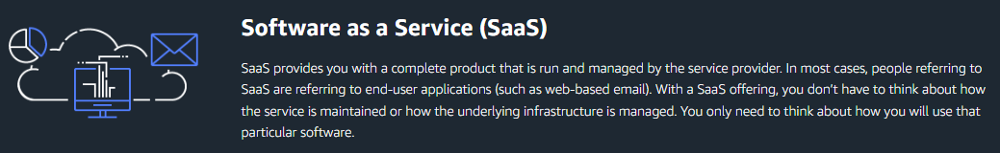 Software as a Service (SaaS)
SaaS provides you with a complete product that is run and managed by the service provider. In most cases, people referring to
SaaS are referring to end-user applications (such as web-based email). With a SaaS offering, you don’t have to think about how
the service is maintained or how the underlying infrastructure is managed. You only need to think about how you will use that
particular software.